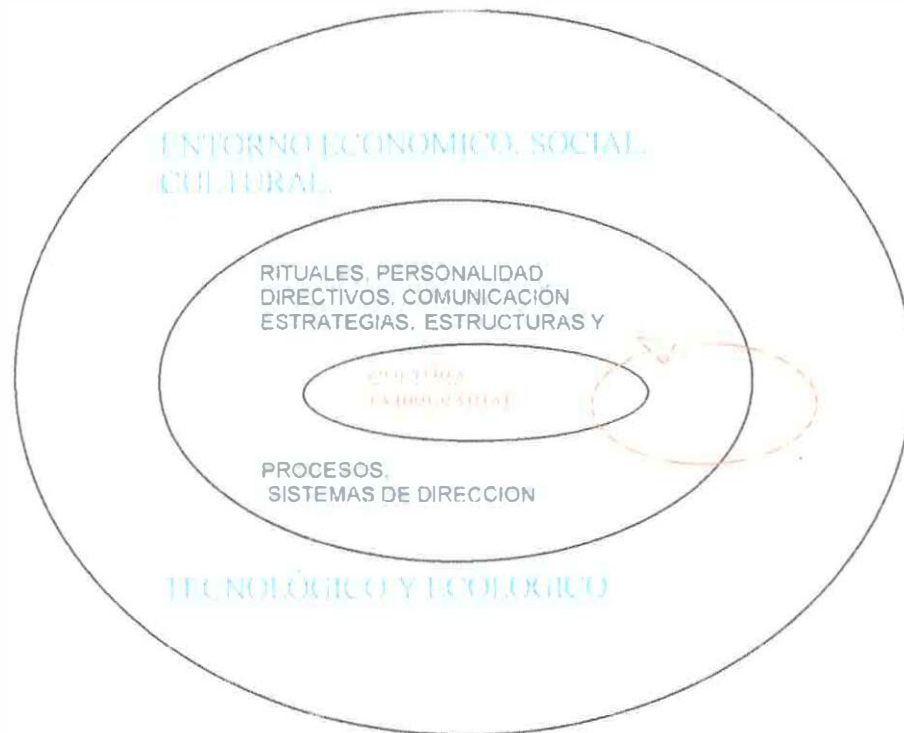 ENTORNO ECONOMICO, SOCIAL,
CULTURAL,
RITUALES, PERSONALIDAD
DIRECTIVOS, COMUNICACIÓN
ESTRATEGIAS, ESTRUCTURAS Y
CULTURA
EMPRESARIAL
PROCESOS,
SISTEMAS DE DIRECCION
TECNOLÓGICO Y ECOLOGICO